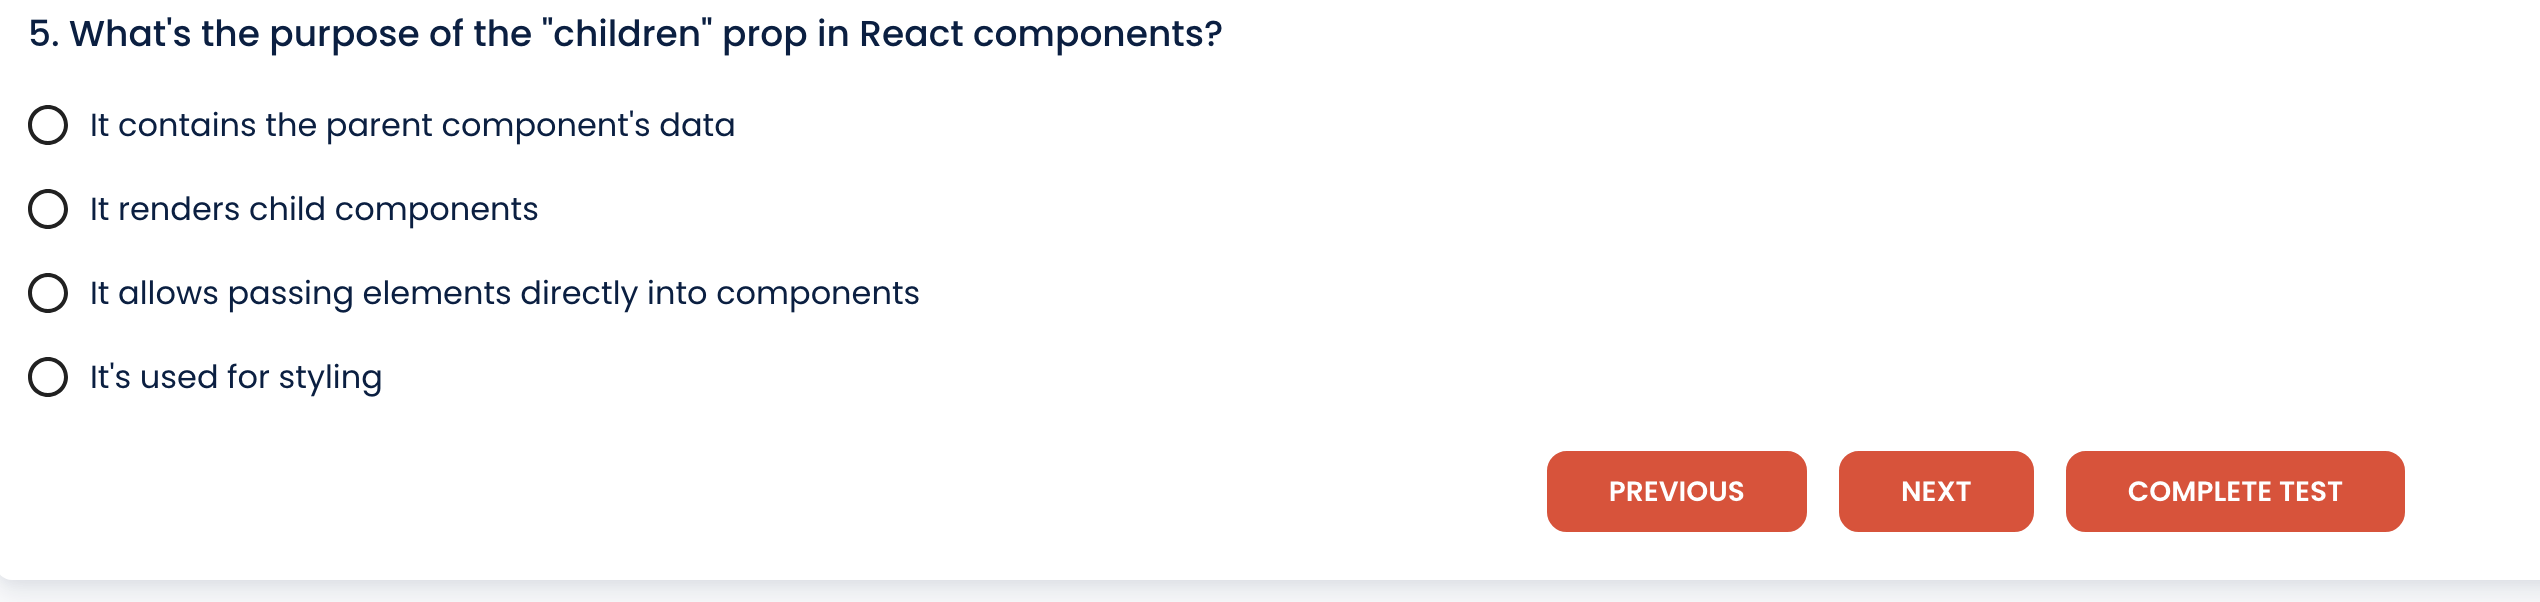 5. What's the purpose of the "children" prop in React components?
It contains the parent component's data
It renders child components
It allows passing elements directly into components
It's used for styling
PREVIOUS NEXT COMPLETE TEST